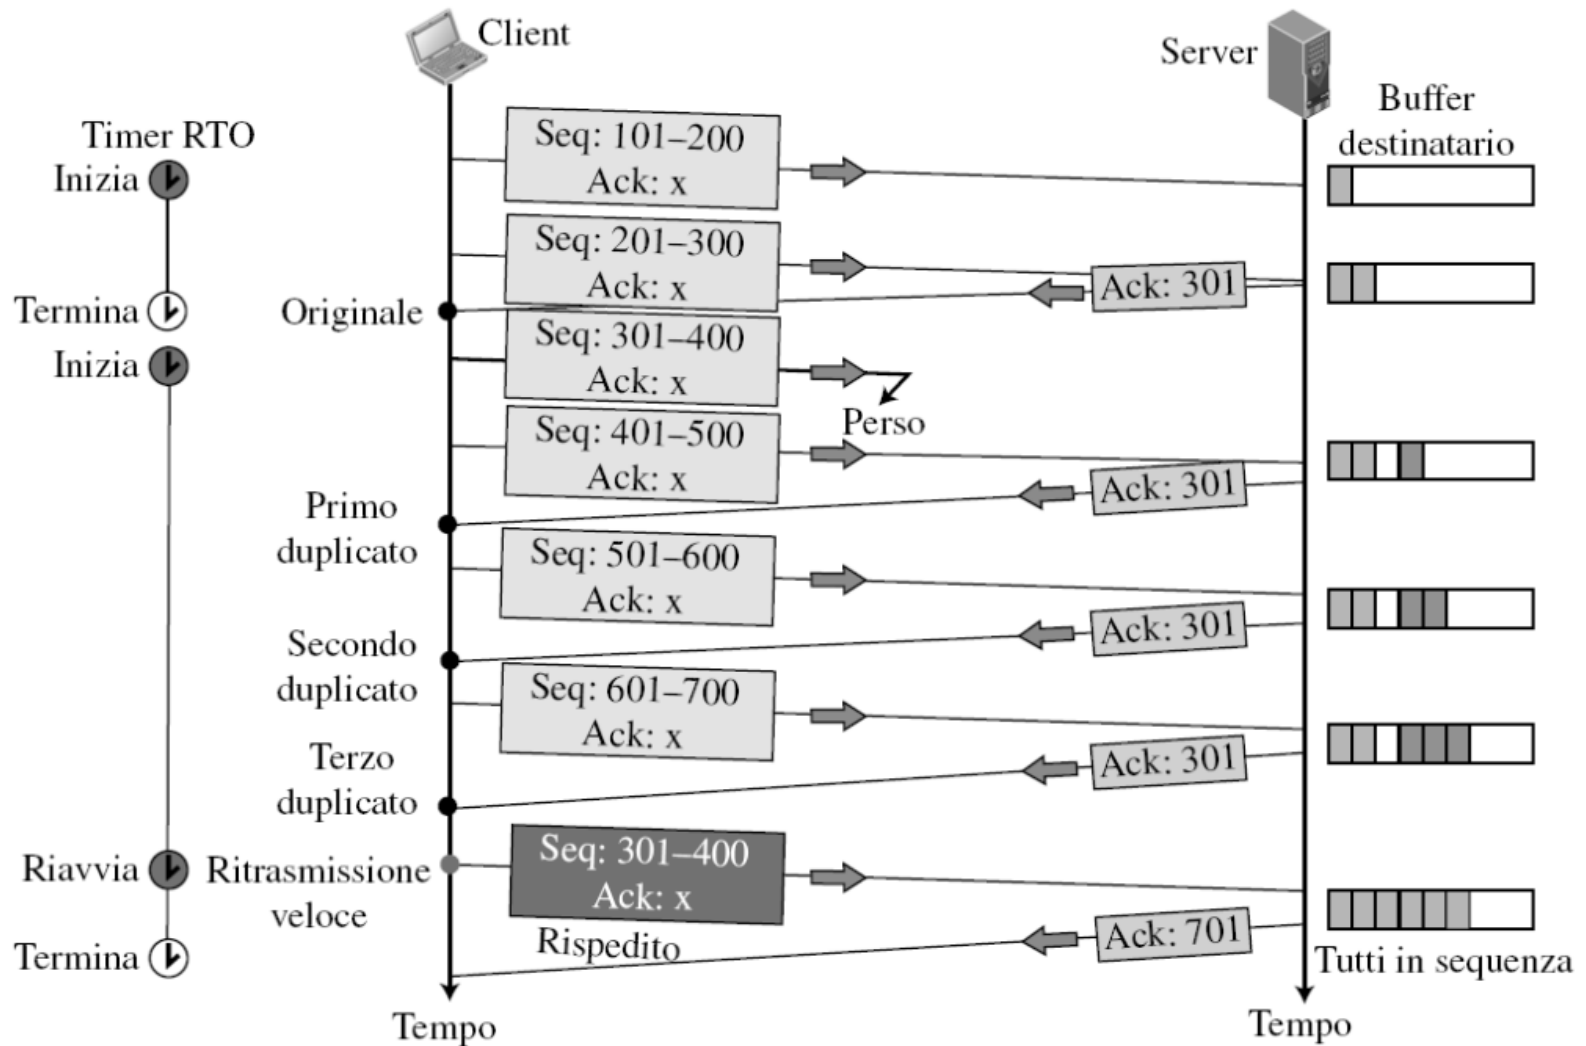 Client
Server
Buffer
destinatario
Timer RTO
Inizia
Seq: 101–200
Ack: x
Seq: 201–300
Ack: x
Ack: 301
Termina
Originale
Inizia
Seq: 301–400
Ack: x
Perso
Seq: 401–500
Ack: x
Ack: 301
Primo
duplicato
Seq: 501–600
Ack: x
Ack: 301
Secondo
duplicato
Seq: 601–700
Ack: x
Ack: 301
Terzo
duplicato
Riavvia
Ritrasmissione
veloce
Seq: 301–400
Ack: x
Rispedito
Ack: 701
Termina
Tutti in sequenza
Tempo
Tempo